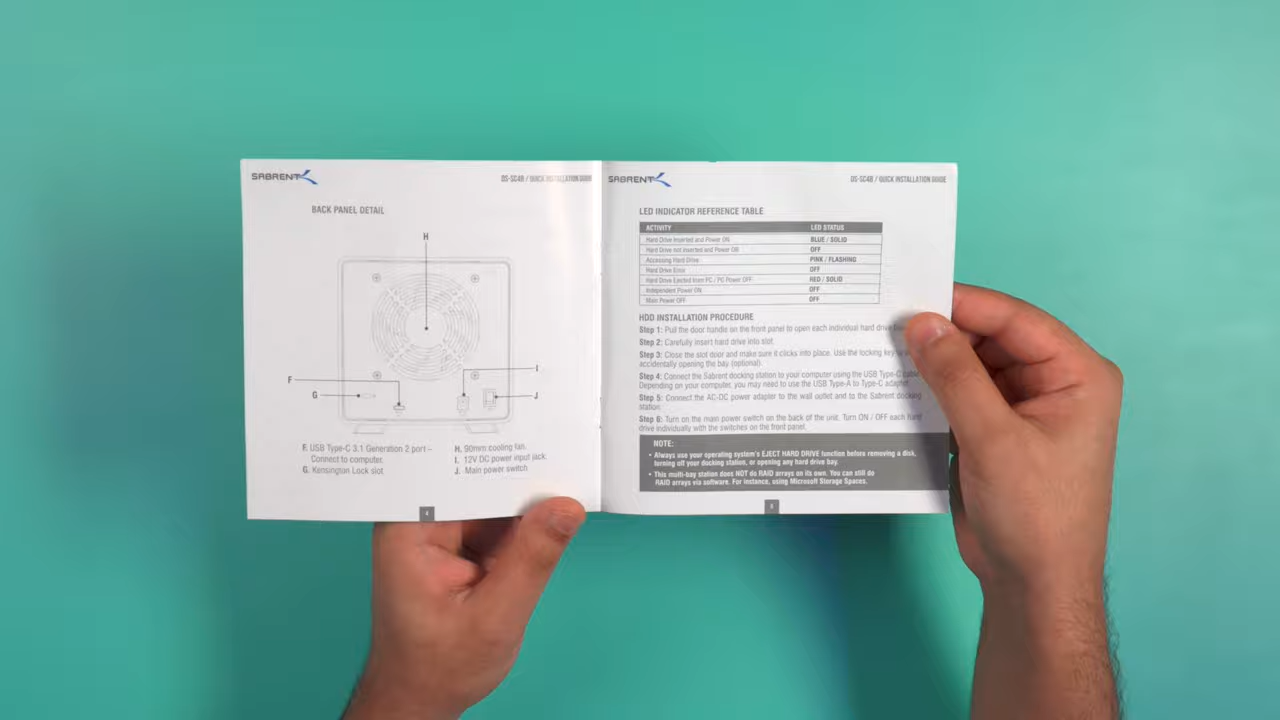 SABRENT
DS-SC4B / QUICK INSTALLATION GUIDE
BACK PANEL DETAIL
H
F
I
G
J
F. USB Type-C 3.1 Generation 2 port –
Connect to computer.
G. Kensington Lock slot
H. 90mm cooling fan.
I. 12V DC power input jack
J. Main power switch
4
SABRENT
DS-SC4B / QUICK INSTALLATION GUIDE
LED INDICATOR REFERENCE TABLE
ACTIVITY LED STATUS
Hard Drive Inserted and Power ON BLUE / SOLID
Hard Drive not Inserted and Power ON OFF
Accessing Hard Drive PINK / FLASHING
Hard Drive Error OFF
Hard Drive Ejected from PC / PC Power OFF RED / SOLID
Independent Power ON OFF
Main Power OFF OFF
HDD INSTALLATION PROCEDURE
Step 1: Pull the door handle on the front panel to open each individual hard drive
Step 2: Carefully insert hard drive into slot.
Step 3: Close the slot door and make sure it clicks into place. Use the locking key
accidentally opening the bay (optional).
Step 4: Connect the Sabrent docking station to your computer using the USB Type-C cable
Depending on your computer, you may need to use the USB Type-A to Type-C adapter
Step 5: Connect the AC-DC power adapter to the wall outlet and to the Sabrent docking
station.
Step 6: Turn on the main power switch on the back of the unit. Turn ON / OFF each hard
drive individually with the switches on the front panel.
NOTE:
• Always use your operating system's EJECT HARD DRIVE function before removing a disk,
turning off your docking station, or opening any hard drive bay.
• This multi-bay station does NOT do RAID arrays on its own. You can still do
RAID arrays via software. For instance, using Microsoft Storage Spaces.
5